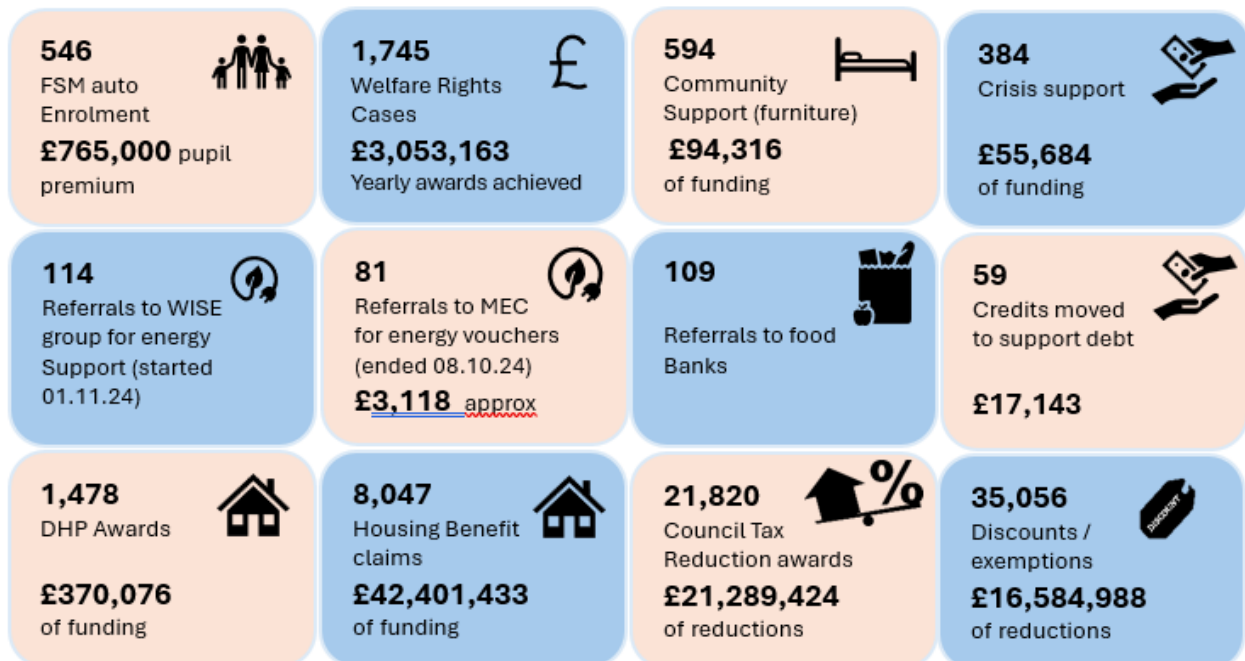 546
FSM auto
Enrolment
£765,000 pupil
premium
1,745
Welfare Rights
Cases
£3,053,163
Yearly awards achieved
594
Community
Support (furniture)
£94,316
of funding
384
Crisis support
£55,684
of funding
114
Referrals to WISE
group for energy
Support (started
01.11.24)
81
Referrals to MEC
for energy vouchers
(ended 08.10.24)
£3,118 approx
109
Referrals to food
Banks
59
Credits moved
to support debt
£17,143
1,478
DHP Awards
£370,076
of funding
8,047
Housing Benefit
claims
£42,401,433
of funding
21,820
%
Council Tax
Reduction awards
£21,289,424
of reductions
35,056
DISCOUNT
Discounts /
exemptions
£16,584,988
of reductions